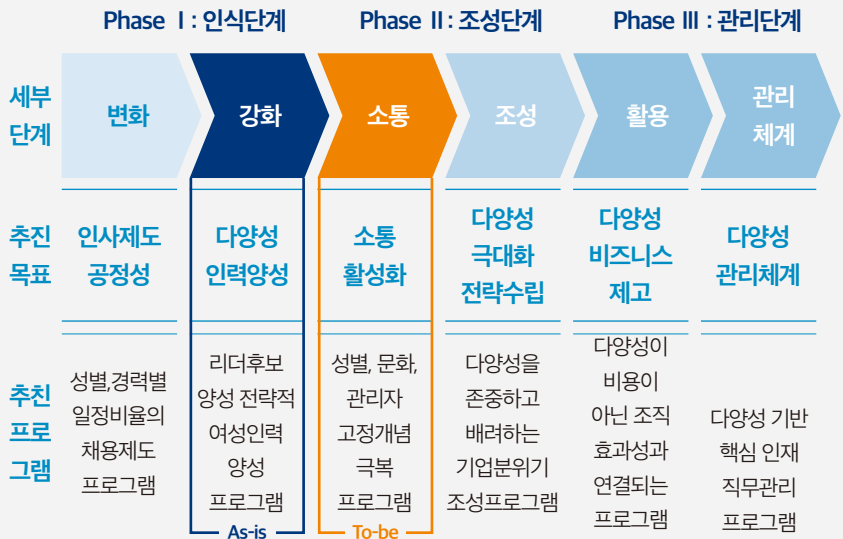 Phase Ⅰ : 인식단계
Phase Ⅱ : 조성단계
Phase Ⅲ : 관리단계
세부
단계
변화
강화
소통
조성
활용
관리
체계
추진
목표
인사제도
공정성
다양성
인력양성
소통
활성화
다양성
극대화
전략수립
다양성
비즈니스
제고
다양성
관리체계
추친
프로
그램
성별,경력별
일정비율의
채용제도
프로그램
리더후보
양성 전략적
여성인력
양성
프로그램
성별, 문화,
관리자
고정개념
극복
프로그램
다양성을
존중하고
배려하는
기업분위기
조성프로그램
다양성이
비용이
아닌 조직
효과성과
연결되는
프로그램
다양성 기반
핵심 인재
직무관리
프로그램
As-is
To-be